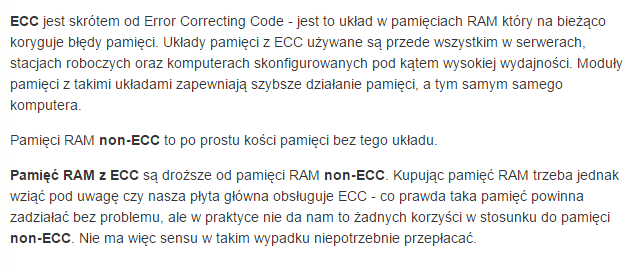 ECC jest skrótem od Error Correcting Code - jest to układ w pamięciach RAM który na bieżąco
koryguje błędy pamięci. Układy pamięci z ECC używane są przede wszystkim w serwerach,
stacjach roboczych oraz komputerach skonfigurowanych pod kątem wysokiej wydajności. Moduły
pamięci z takimi układami zapewniają szybsze działanie pamięci, a tym samym samego
komputera.
Pamięci RAM non-ECC to po prostu kości pamięci bez tego układu.
Pamięć RAM z ECC są droższe od pamięci RAM non-ECC. Kupując pamięć RAM trzeba jednak
wziąć pod uwagę czy nasza płyta główna obsługuje ECC - co prawda taka pamięć powinna
zadziałać bez problemu, ale w praktyce nie da nam to żadnych korzyści w stosunku do pamięci
non-ECC. Nie ma więc sensu w takim wypadku niepotrzebnie przepłacać.